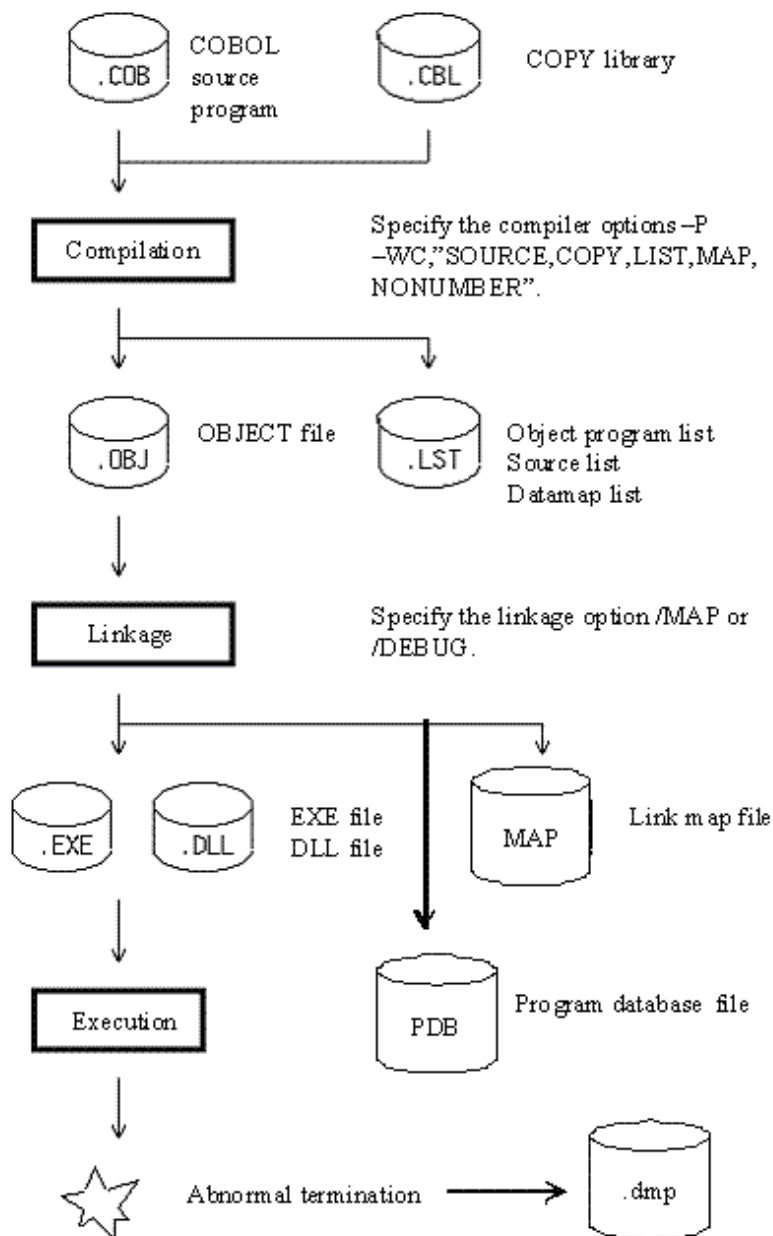 .COB
COBOL
source
program
.CBL
COPY library
Compilation
Specify the compiler options –P
–WC,”SOURCE,COPY,LIST,MAP,
NONUMBER”.
.OBJ
OBJECT file
.LST
Object program list
Source list
Datamap list
Linkage
Specify the linkage option /MAP or
/DEBUG.
.EXE
.DLL
EXE file
DLL file
MAP
Link map file
Execution
PDB
Program database file
Abnormal termination
.dmp